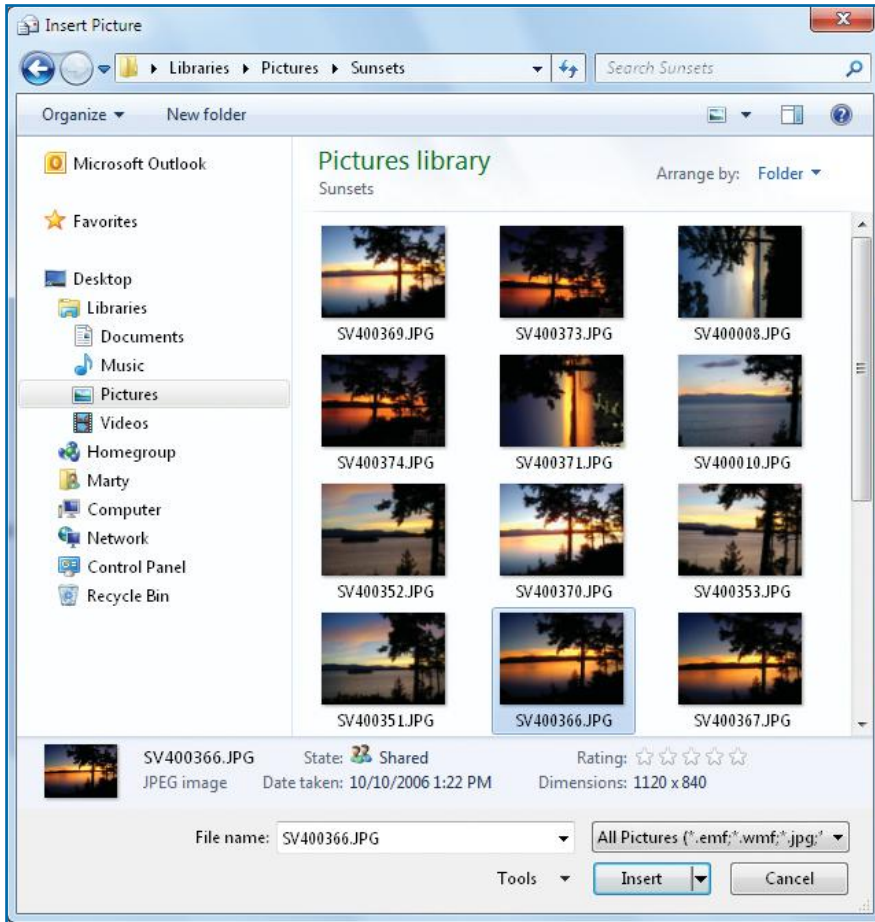 Insert Picture
Libraries Pictures Sunsets Search Sunsets
Organize New folder
Microsoft Outlook
Favorites
Desktop
Libraries
Documents
Music
Pictures
Videos
Homegroup
Marty
Computer
Network
Control Panel
Recycle Bin
Pictures library
Sunsets
Arrange by: Folder
SV400369.JPG SV400373.JPG SV400008.JPG
SV400374.JPG SV400371.JPG SV400010.JPG
SV400352.JPG SV400370.JPG SV400353.JPG
SV400351.JPG SV400366.JPG SV400367.JPG
SV400366.JPG State: Shared Rating:
JPEG image Date taken: 10/10/2006 1:22 PM Dimensions: 1120 x 840
File name: SV400366.JPG All Pictures (*.emf;*.wmf;*.jpg;*
Tools Insert Cancel